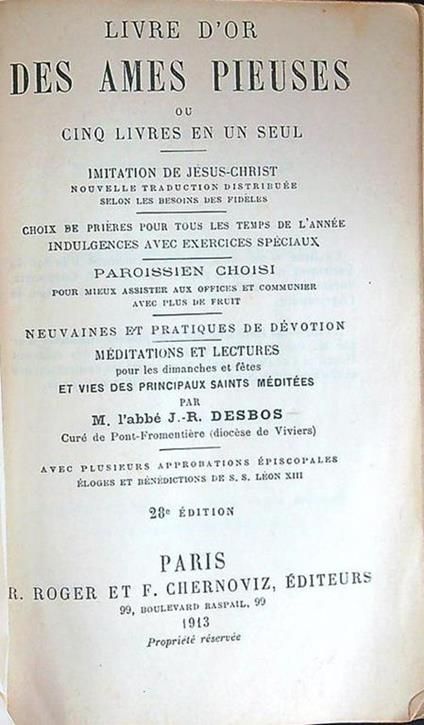 LIVRE D'OR
DES AMES PIEUSES
OU
CINQ LIVRES EN UN SEUL
IMITATION DE JÉSUS-CHRIST
NOUVELLE TRADUCTION DISTRIBUÉE
SELON LES BESOINS DES FIDÈLES
CHOIX DE PRIÈRES POUR TOUS LES TEMPS DE L'ANNÉE
INDULGENCES AVEC EXERCICES SPÉCIAUX
PAROISSIEN CHOISI
POUR MIEUX ASSISTER AUX OFFICES ET COMMUNIER
AVEC PLUS DE FRUIT
NEUVAINES ET PRATIQUES DE DÉVOTION
MÉDITATIONS ET LECTURES
pour les dimanches et fêtes
ET VIES DES PRINCIPAUX SAINTS MÉDITÉES
PAR
M. l'abbé J.-R. DESBOS
Curé de Pont-Fromentière (diocèse de Viviers)
AVEC PLUSIEURS APPROBATIONS ÉPISCOPALES
ÉLOGES ET BÉNÉDICTIONS DE S. S. LÉON XIII
28e ÉDITION
PARIS
R. ROGER ET F. CHERNOVIZ, ÉDITEURS
99, BOULEVARD RASPAIL, 99
1913
Propriété réservée